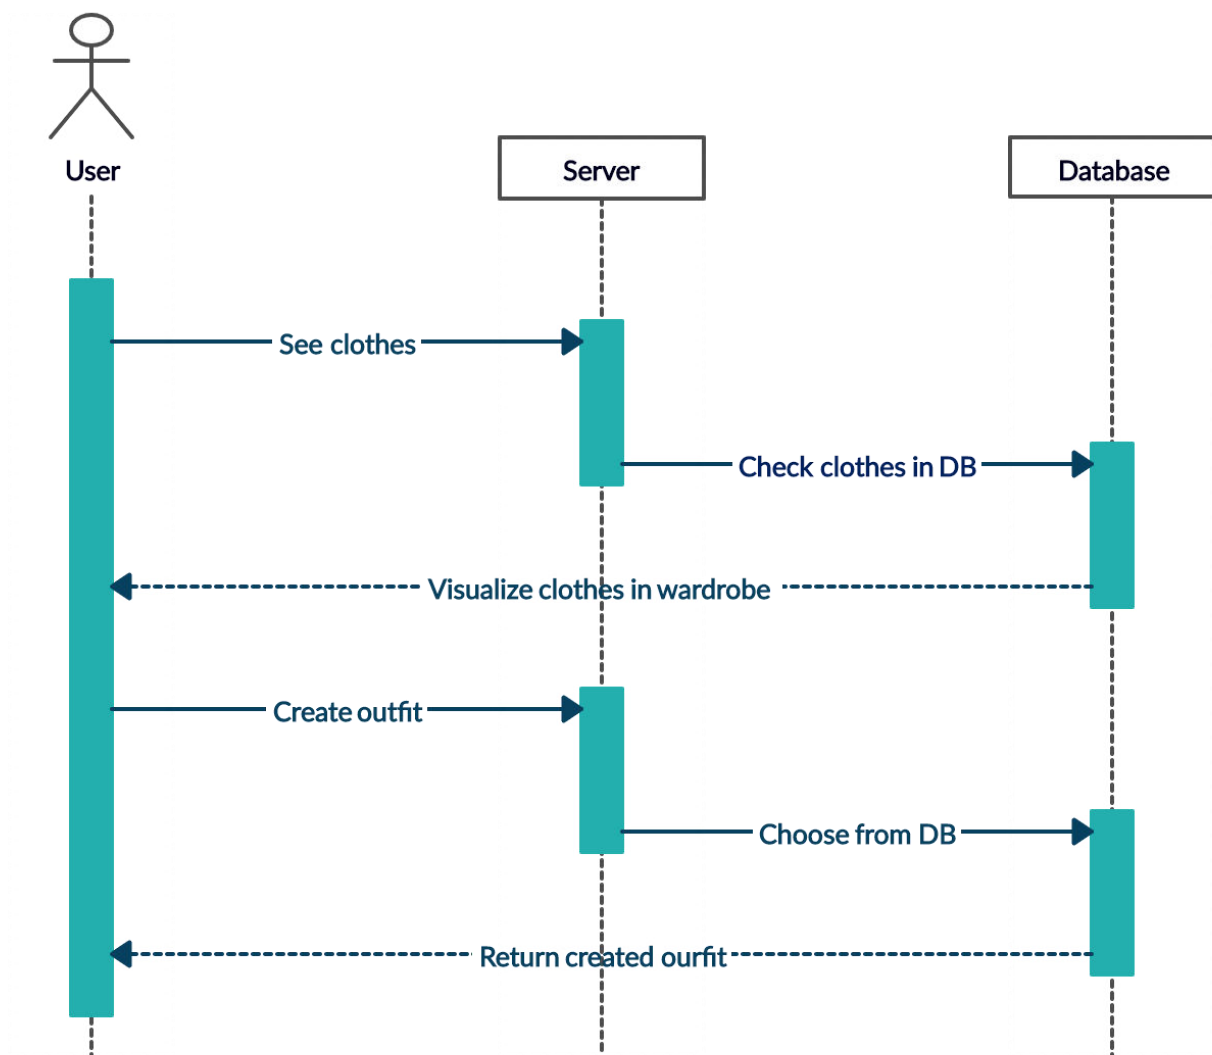 User
Server
Database
See clothes
Check clothes in DB
Visualize clothes in wardrobe
Create outfit
Choose from DB
Return created ourfit